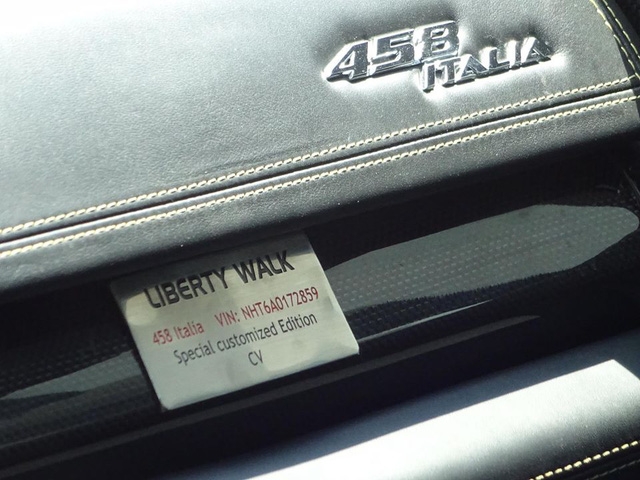 458
ITALIA
LIBERTY WALK
458 Italia VIN: NHT6A0172859
Special customized Edition
CV